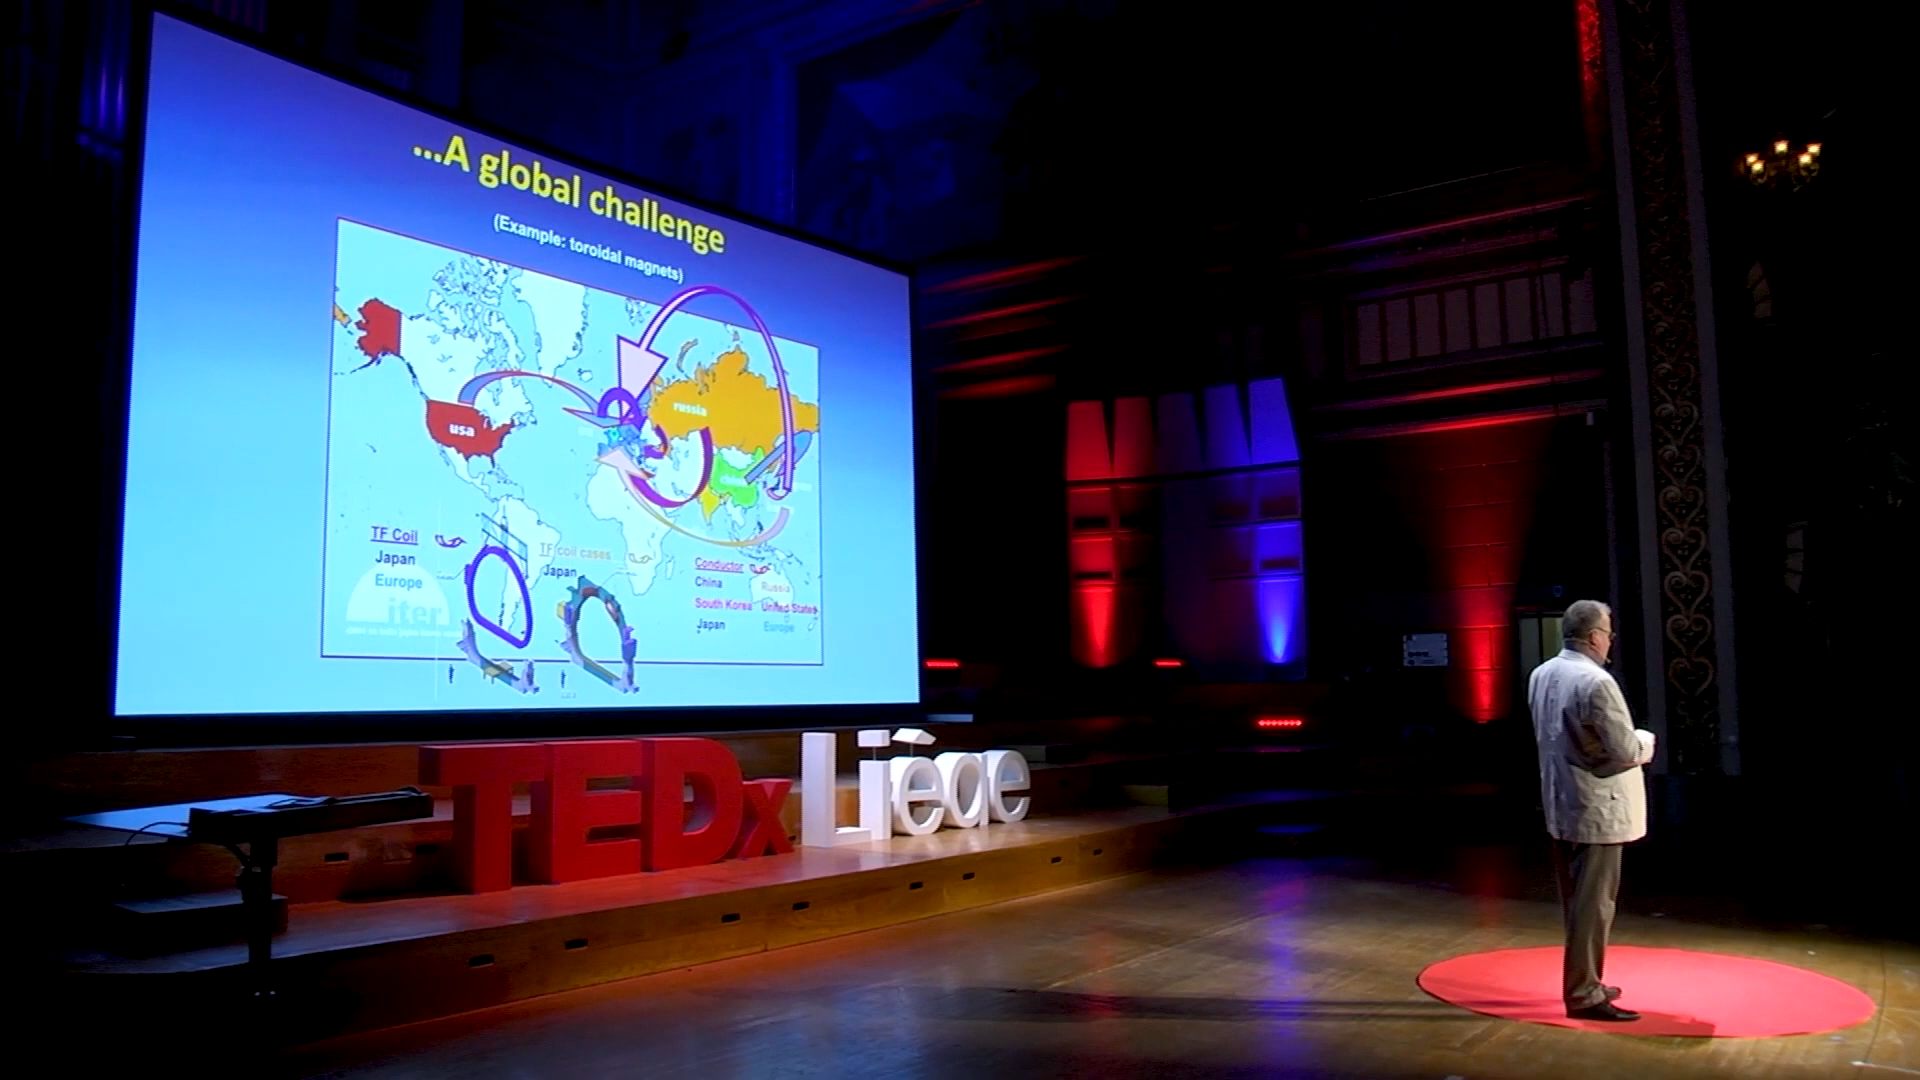 ...A global challenge
(Example: toroidal magnets)
usa
russia
china
TF Coil
Japan
Europe
TF coil cases
Japan
Conductor
China
Russia
South Korea
United States
Japan
Europe
iter
TEDx Liège